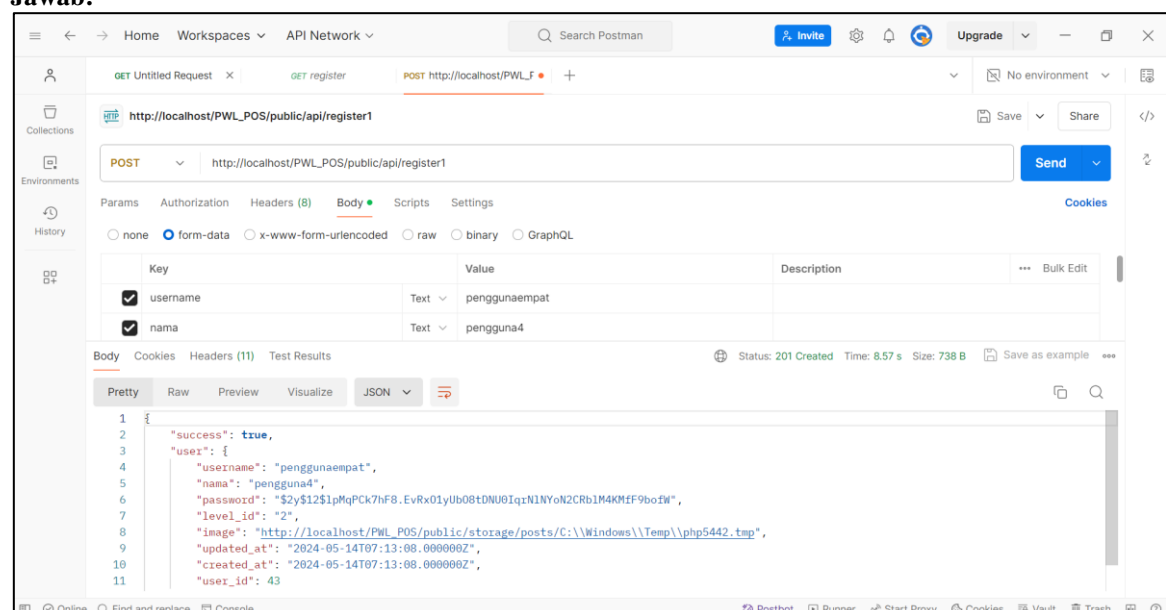 Jawab:
Home Workspaces API Network Search Postman Invite Upgrade
GET Untitled Request GET register POST http://localhost/PWL_F No environment
HTTP http://localhost/PWL_POS/public/api/register1 Save Share
Collections
POST http://localhost/PWL_POS/public/api/register1 Send
Environments
Params Authorization Headers (8) Body Scripts Settings Cookies
History
none form-data x-www-form-urlencoded raw binary GraphQL
Key Value Description Bulk Edit
username Text penggunaempat
nama Text pengguna4
Body Cookies Headers (11) Test Results Status: 201 Created Time: 8.57 s Size: 738 B Save as example
Pretty Raw Preview Visualize JSON
1 {
2 "success": true,
3 "user": {
4 "username": "penggunaempat",
5 "nama": "pengguna4",
6 "password": "$2y$12$lpMqPCk7hF8.EvRxO1yUbO8tDNU0IqrNlNYoN2CRblM4KMfF9bofW",
7 "level_id": "2",
8 "image": "http://localhost/PWL_POS/public/storage/posts/C:\\Windows\\Temp\\php5442.tmp",
9 "updated_at": "2024-05-14T07:13:08.000000Z",
10 "created_at": "2024-05-14T07:13:08.000000Z",
11 "user_id": 43
Online Find and replace Console Postbot Runner Start Proxy Cookies Vault Trash